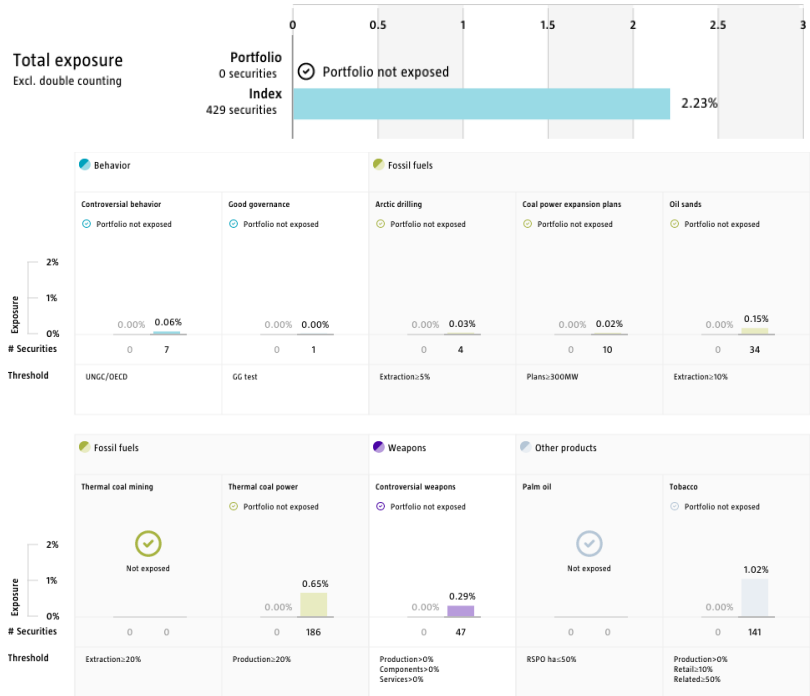 0 0.5 1 1.5 2 2.5 3
Total exposure
Excl. double counting
Portfolio
0 securities
Portfolio not exposed
Index
429 securities
2.23%
Behavior Fossil fuels
Controversial behavior Good governance Arctic drilling Coal power expansion plans Oil sands
Portfolio not exposed Portfolio not exposed Portfolio not exposed Portfolio not exposed Portfolio not exposed
Exposure
2%
1%
0%
0.00% 0.06% 0.00% 0.00% 0.00% 0.03% 0.00% 0.02% 0.00% 0.15%
# Securities 0 7 0 1 0 4 0 10 0 34
Threshold UNGC/OECD GG test Extraction≥5% Plans≥300MW Extraction≥10%
Fossil fuels Weapons Other products
Thermal coal mining Thermal coal power Controversial weapons Palm oil Tobacco
Portfolio not exposed Portfolio not exposed Portfolio not exposed
Not exposed Not exposed
Exposure
2%
1%
0%
0.00% 0.65% 0.00% 0.29% 0.00% 1.02%
# Securities 0 0 0 186 0 47 0 0 0 141
Threshold Extraction≥20% Production≥20% Production>0% RSPO ha≤50% Production>0%
Components>0% Retail≥10%
Services>0% Related≥50%